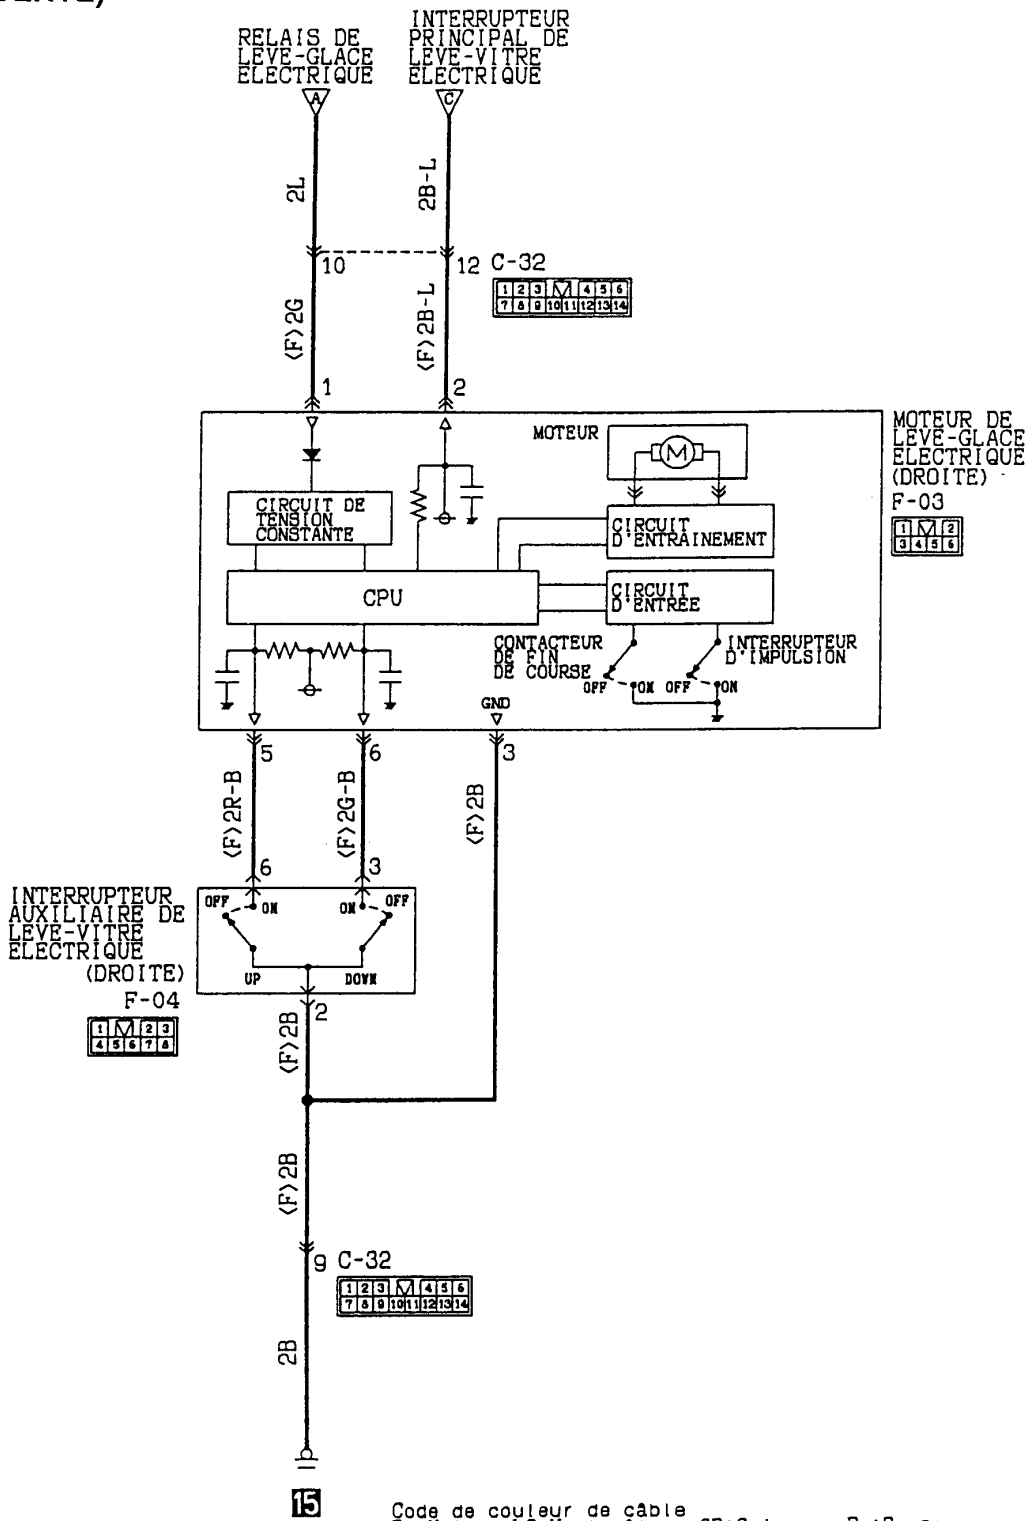 RELAIS DE
LEVE-GLACE
ELECTRIQUE
INTERRUPTEUR
PRINCIPAL DE
LEVE-VITRE
ELECTRIQUE
A
C
2L
2B-L
10
12
C-32
1 2 3 4 5 6
7 8 9 10 11 12 13 14
<F>2G
<F>2B-L
1
2
MOTEUR DE
LEVE-GLACE
ELECTRIQUE
(DROITE)
F-03
1 2
3 4 5 6
MOTEUR
M
CIRCUIT DE
TENSION
CONSTANTE
CIRCUIT
D'ENTRAINEMENT
CPU
CIRCUIT
D'ENTREE
CONTACTEUR
DE FIN
DE COURSE
INTERRUPTEUR
D'IMPULSION
OFF
ON
OFF
ON
GND
5
6
3
<F>2R-B
<F>2G-B
<F>2B
6
3
INTERRUPTEUR
AUXILIAIRE DE
LEVE-VITRE
ELECTRIQUE
(DROITE)
F-04
1 2 3
4 5 6 7 8
OFF
ON
ON
OFF
UP
DOWN
2
<F>2B
<F>2B
9
C-32
1 2 3 4 5 6
7 8 9 10 11 12 13 14
2B
15
Code de couleur de câble